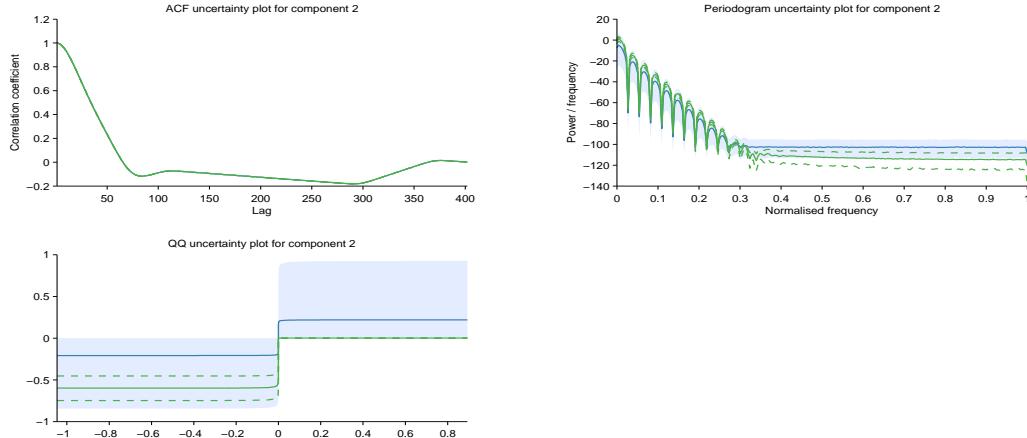 ACF uncertainty plot for component 2
1.2
1
0.8
0.6
0.4
0.2
0
−0.2
Correlation coefficient
50 100 150 200 250 300 350 400
Lag
Periodogram uncertainty plot for component 2
20
0
−20
−40
−60
−80
−100
−120
−140
Power / frequency
0 0.1 0.2 0.3 0.4 0.5 0.6 0.7 0.8 0.9 1
Normalised frequency
QQ uncertainty plot for component 2
1
0.5
0
−0.5
−1
−1 −0.8 −0.6 −0.4 −0.2 0 0.2 0.4 0.6 0.8